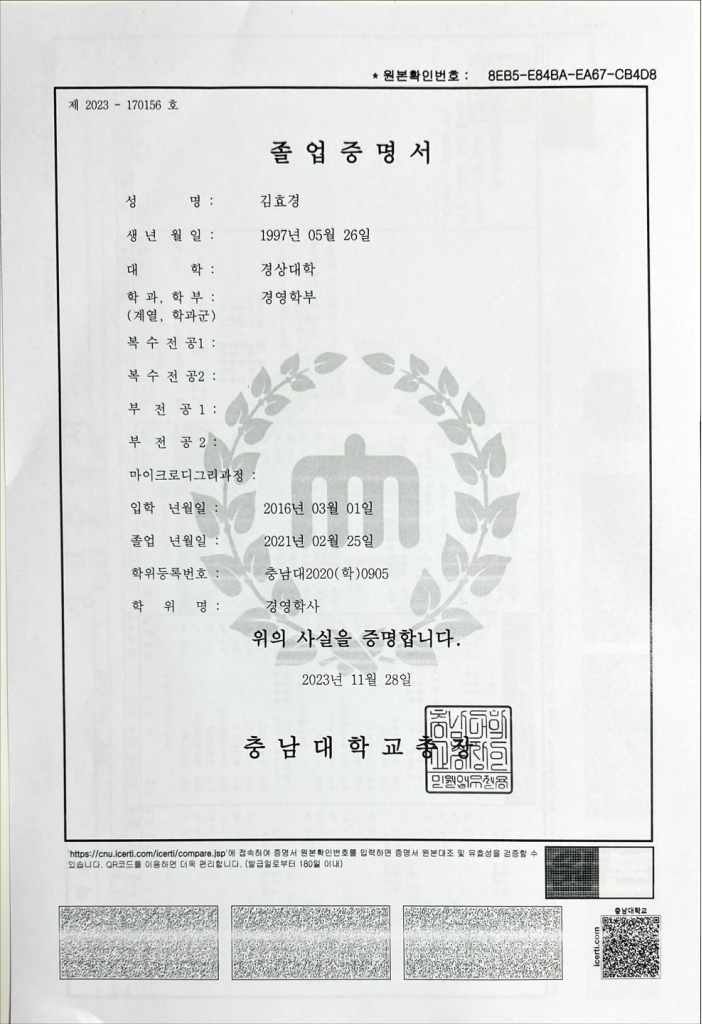 * 원본확인번호 : 8EB5-E84BA-EA67-CB4D8
제 2023 - 170156 호
졸 업 증 명 서
성 명 : 김효경
생 년 월 일 : 1997년 05월 26일
대 학 : 경상대학
학 과, 학 부 : 경영학부
(계열, 학과군)
복 수 전 공1 :
복 수 전 공2 :
부 전 공 1 :
부 전 공 2 :
마이크로디그리과정 :
입학 년월일 : 2016년 03월 01일
졸업 년월일 : 2021년 02월 25일
학위등록번호 : 충남대2020(학)0905
학 위 명 : 경영학사
위의 사실을 증명합니다.
2023년 11월 28일
충 남 대 학 교 총 장
'https://cnu.icerti.com/icerti/compare.jsp'에 접속하여 증명서 원본확인번호를 입력하면 증명서 원본대조 및 유효성을 검증할 수
있습니다. QR코드를 이용하면 더욱 편리합니다. (발급일로부터 180일 이내)
충남대학교
icerti.com